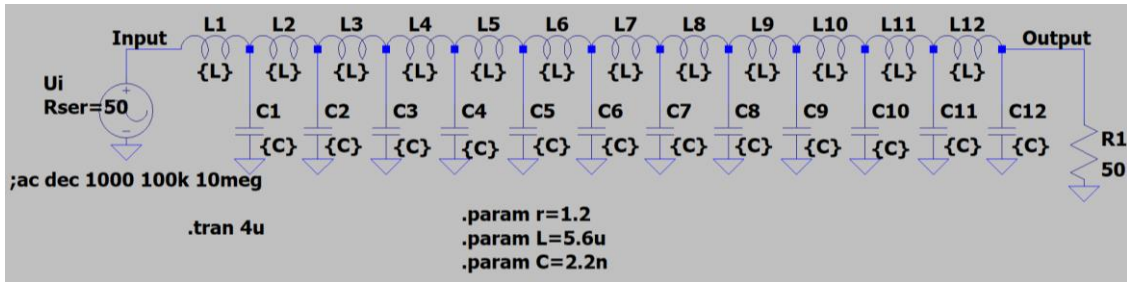 L1 L2 L3 L4 L5 L6 L7 L8 L9 L10 L11 L12
Input Output
{L} {L} {L} {L} {L} {L} {L} {L} {L} {L} {L} {L}
Ui
Rser=50
C1 C2 C3 C4 C5 C6 C7 C8 C9 C10 C11 C12
{C} {C} {C} {C} {C} {C} {C} {C} {C} {C} {C} {C}
R1
50
;ac dec 1000 100k 10meg
.tran 4u
.param r=1.2
.param L=5.6u
.param C=2.2n